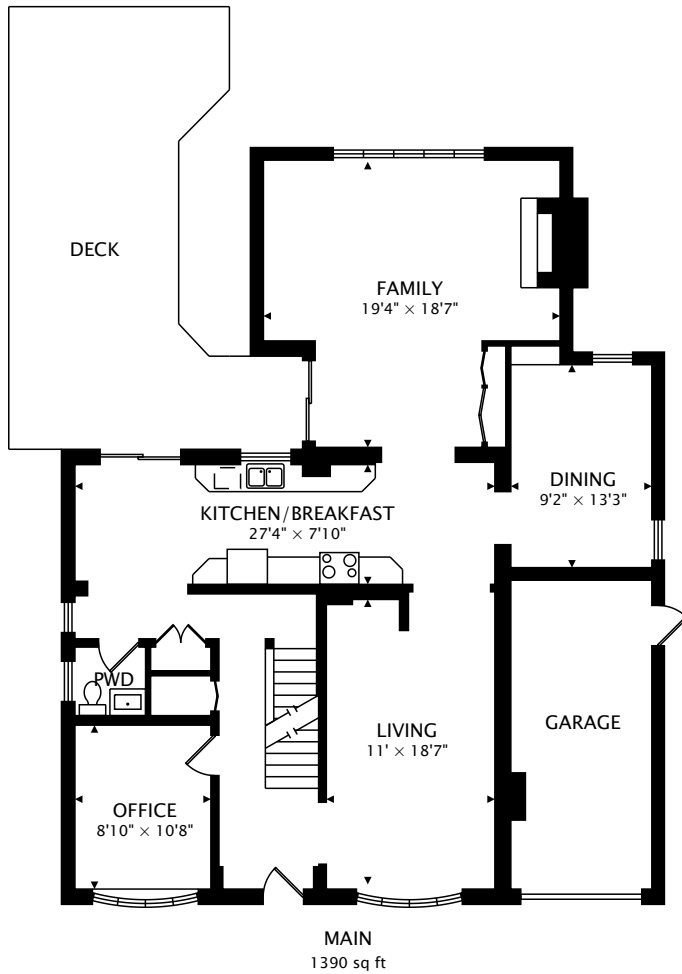 DECK
FAMILY
19'4" × 18'7"
DINING
9'2" × 13'3"
KITCHEN/BREAKFAST
27'4" × 7'10"
PWD
GARAGE
LIVING
11' × 18'7"
OFFICE
8'10" × 10'8"
MAIN
1390 sq ft